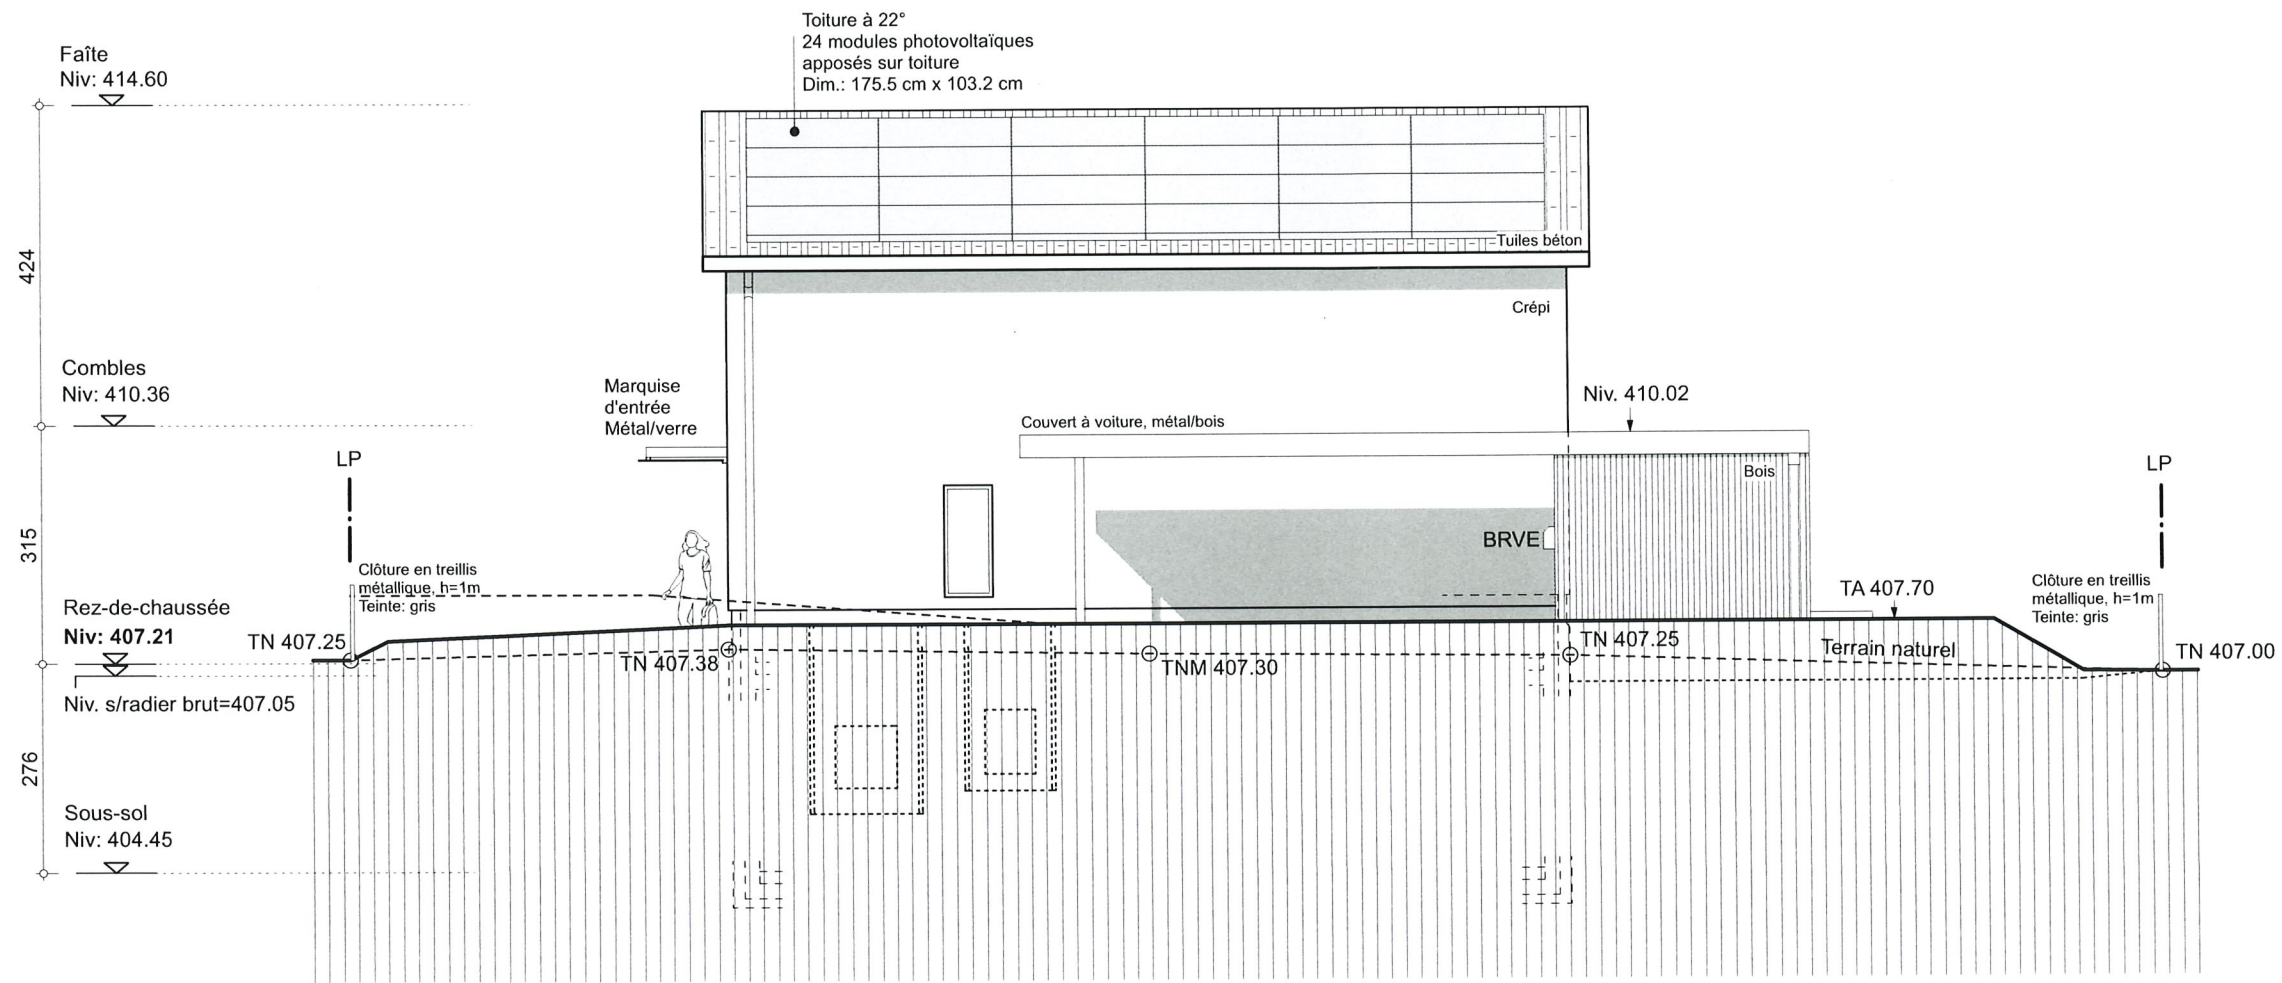 Toiture à 22°
24 modules photovoltaïques
apposés sur toiture
Dim.: 175.5 cm x 103.2 cm
Faîte
Niv: 414.60
Tuiles béton
424
Crépi
Combles
Niv: 410.36
Marquise
d'entrée
Métal/verre
Couvert à voiture, métal/bois
Niv. 410.02
LP
Bois
LP
315
BRVE
Clôture en treillis
métallique, h=1m
Teinte: gris
TA 407.70
Clôture en treillis
métallique, h=1m
Teinte: gris
Rez-de-chaussée
Niv: 407.21
TN 407.25
TN 407.38
TNM 407.30
TN 407.25
Terrain naturel
TN 407.00
Niv. s/radier brut=407.05
276
Sous-sol
Niv: 404.45